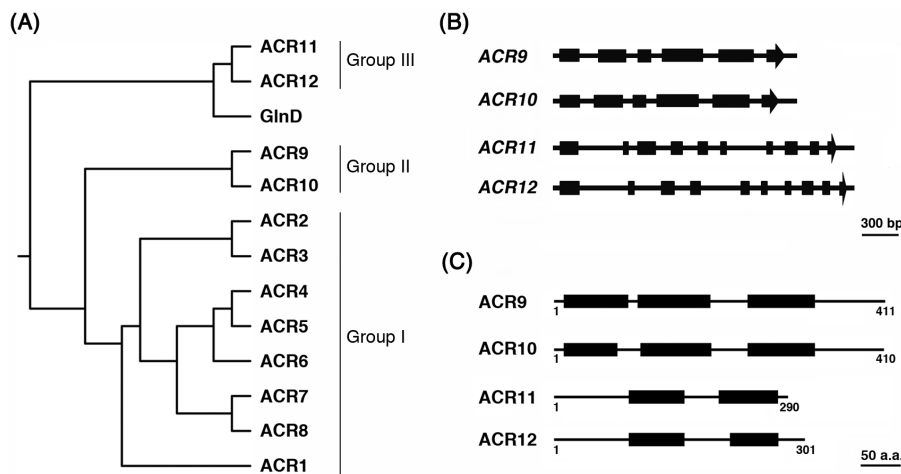 (A)
ACR11
ACR12
GlnD
ACR9
ACR10
ACR2
ACR3
ACR4
ACR5
ACR6
ACR7
ACR8
ACR1
Group III
Group II
Group I
(B)
ACR9
ACR10
ACR11
ACR12
300 bp
(C)
ACR9
1 411
ACR10
1 410
ACR11
1 290
ACR12
1 301
50 a.a.